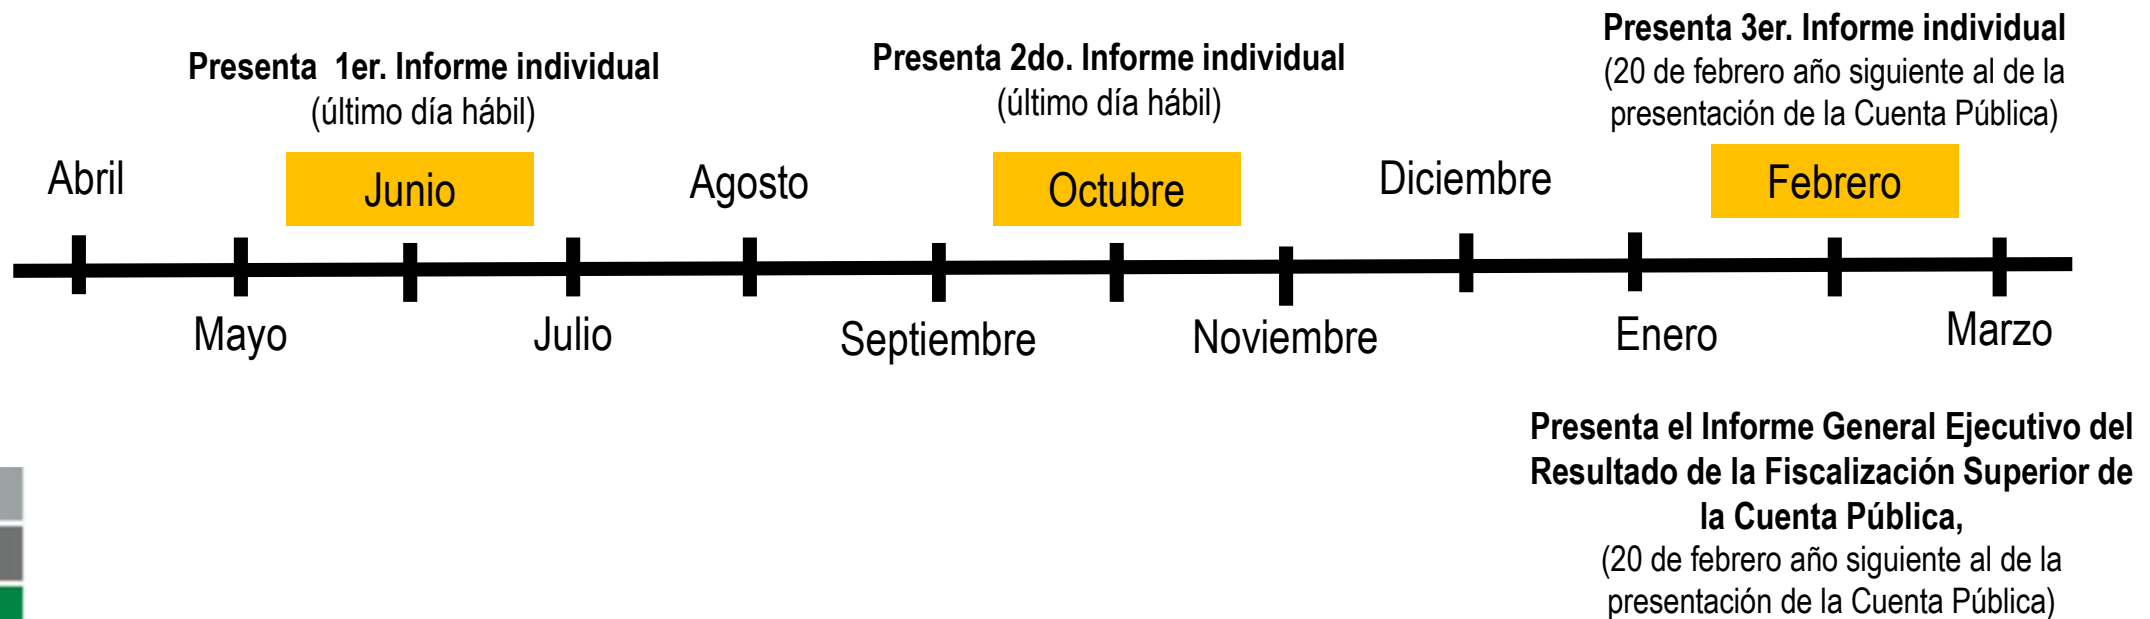 Presenta 1er. Informe individual
(último día hábil)
Presenta 2do. Informe individual
(último día hábil)
Presenta 3er. Informe individual
(20 de febrero año siguiente al de la
presentación de la Cuenta Pública)
Abril
Junio
Agosto
Octubre
Diciembre
Febrero
Mayo
Julio
Septiembre
Noviembre
Enero
Marzo
Presenta el Informe General Ejecutivo del
Resultado de la Fiscalización Superior de
la Cuenta Pública,
(20 de febrero año siguiente al de la
presentación de la Cuenta Pública)